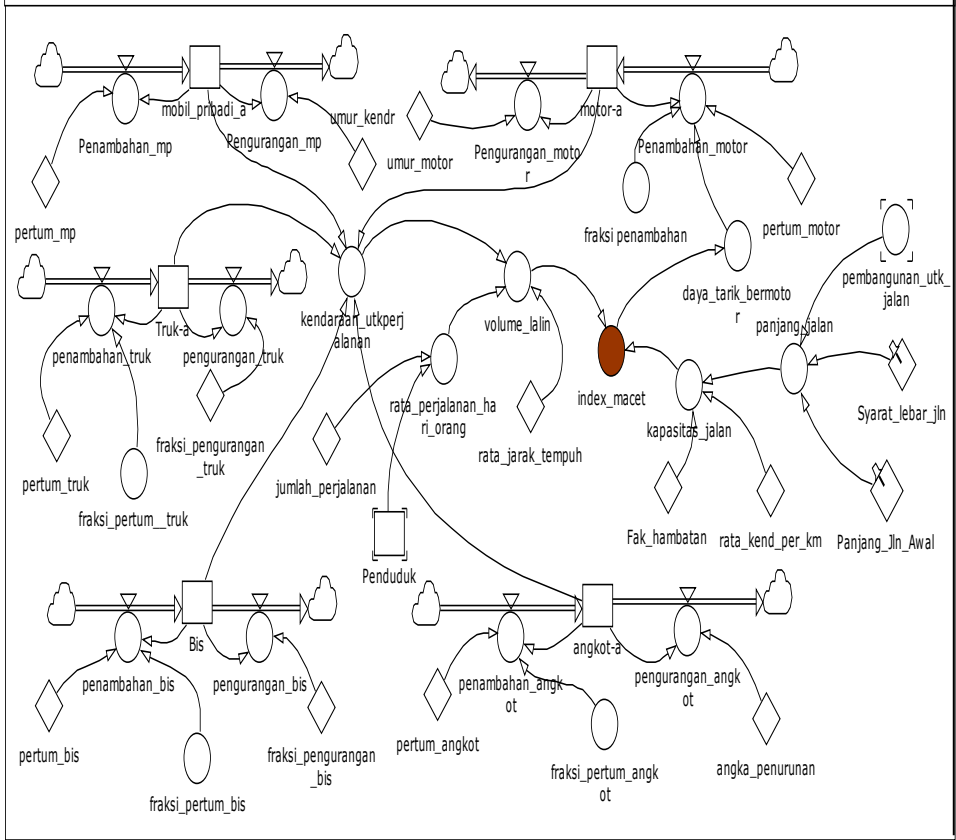 mobil_pribadi_a
Penambahan_mp
Pengurangan_mp
umur_kendr
pertum_mp
motor-a
umur_motor
Pengurangan_moto
r
Penambahan_motor
fraksi penambahan
pertum_motor
pembangunan_utk_
jalan
daya_tarik_bermoto
r
panjang_jalan
Truk-a
penambahan_truk
pengurangan_truk
kendaraan_utkperj
alanan
volume_lalin
index_macet
kapasitas_jalan
Syarat_lebar_jln
rata_perjalanan_ha
ri_orang
rata_jarak_tempuh
fraksi_pengurangan
_truk
pertum_truk
fraksi_pertum__truk
jumlah_perjalanan
Penduduk
Fak_hambatan
rata_kend_per_km
Panjang_Jln_Awal
Bis
penambahan_bis
pengurangan_bis
pertum_bis
fraksi_pengurangan
_bis
fraksi_pertum_bis
angkot-a
penambahan_angk
ot
pengurangan_angk
ot
pertum_angkot
fraksi_pertum_angk
ot
angka_penurunan